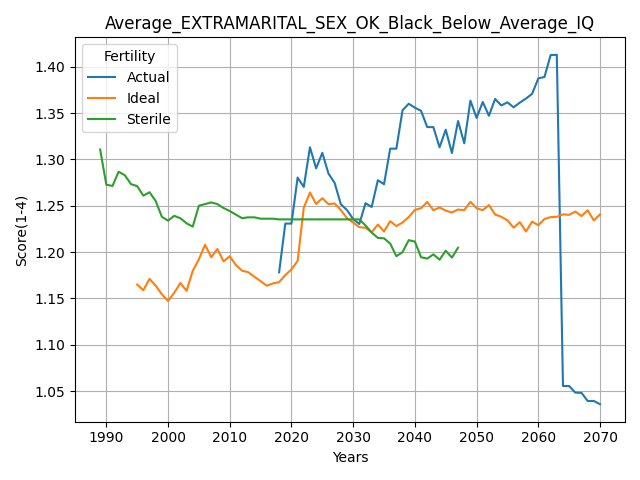 Average_EXTRAMARITAL_SEX_OK_Black_Below_Average_IQ
Fertility
Actual
Ideal
Sterile
Score(1-4)
1.40
1.35
1.30
1.25
1.20
1.15
1.10
1.05
1990 2000 2010 2020 2030 2040 2050 2060 2070
Years